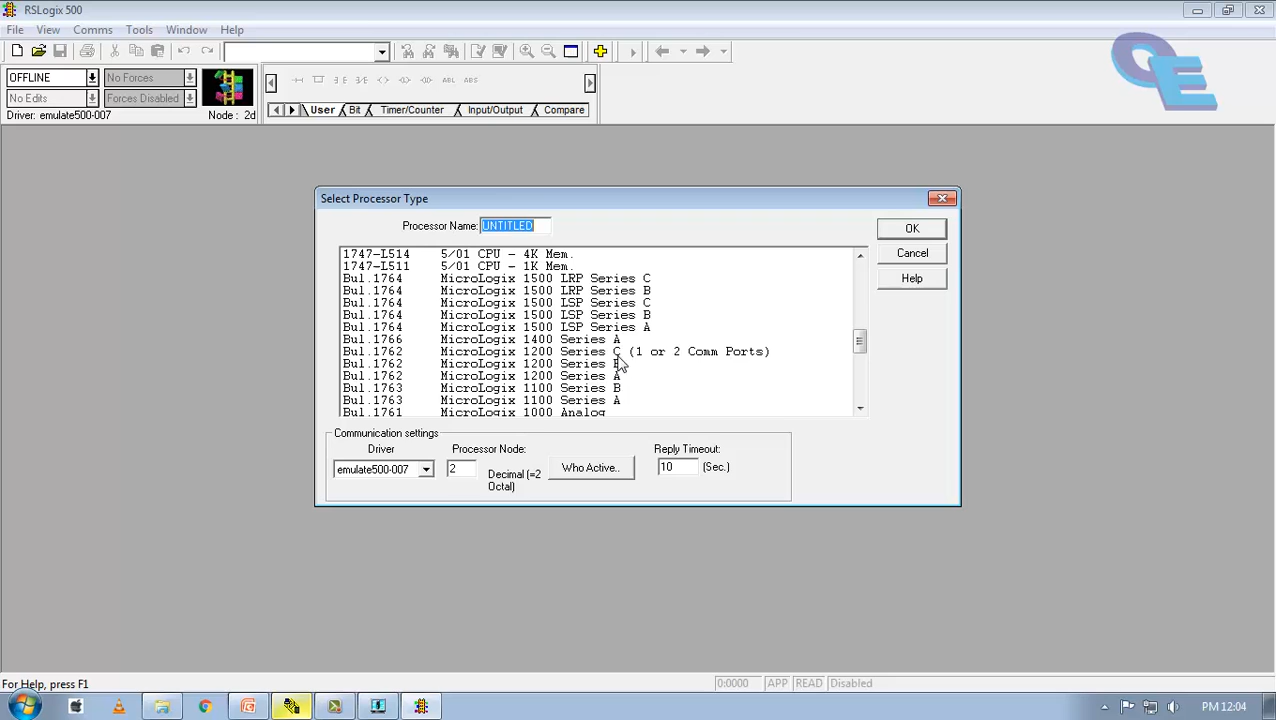 RSLogix 500
File View Comms Tools Window Help
OFFLINE No Forces
No Edits Forces Disabled
Driver: emulate500-007 Node : 2d
ABL ABS
User Bit Timer/Counter Input/Output Compare
OE
Select Processor Type
Processor Name: UNTITLED
OK
Cancel
Help
1747-L514 5/01 CPU - 4K Mem.
1747-L511 5/01 CPU - 1K Mem.
Bul.1764 MicroLogix 1500 LRP Series C
Bul.1764 MicroLogix 1500 LRP Series B
Bul.1764 MicroLogix 1500 LSP Series C
Bul.1764 MicroLogix 1500 LSP Series B
Bul.1764 MicroLogix 1500 LSP Series A
Bul.1766 MicroLogix 1400 Series A
Bul.1762 MicroLogix 1200 Series C (1 or 2 Comm Ports)
Bul.1762 MicroLogix 1200 Series B
Bul.1762 MicroLogix 1200 Series A
Bul.1763 MicroLogix 1100 Series B
Bul.1763 MicroLogix 1100 Series A
Bul.1761 MicroLogix 1000 Analog
Communication settings
Driver Processor Node: Reply Timeout:
emulate500-007 2 Decimal (=2 Octal) Who Active.. 10 (Sec.)
For Help, press F1 0:0000 APP READ Disabled
PM 12:04